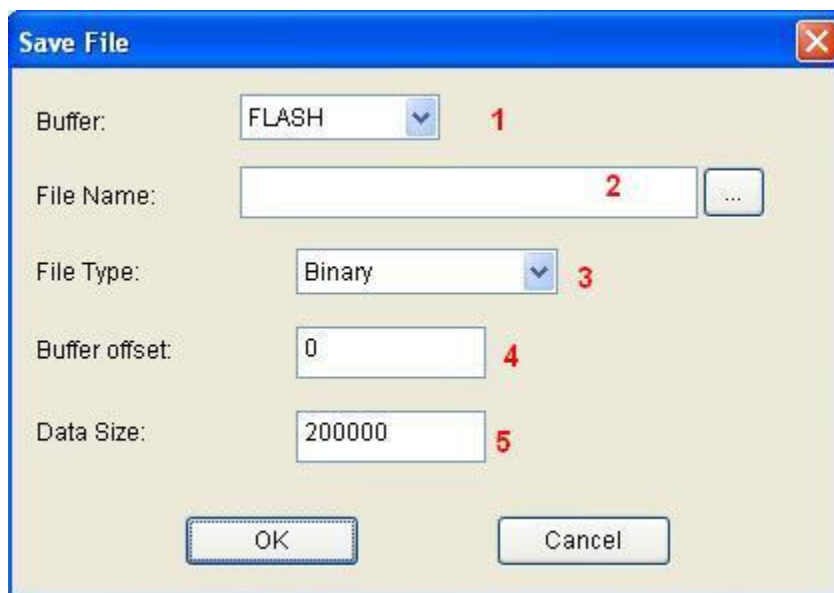 Save File
Buffer: FLASH 1
File Name: 2 ...
File Type: Binary 3
Buffer offset: 0 4
Data Size: 200000 5
OK Cancel